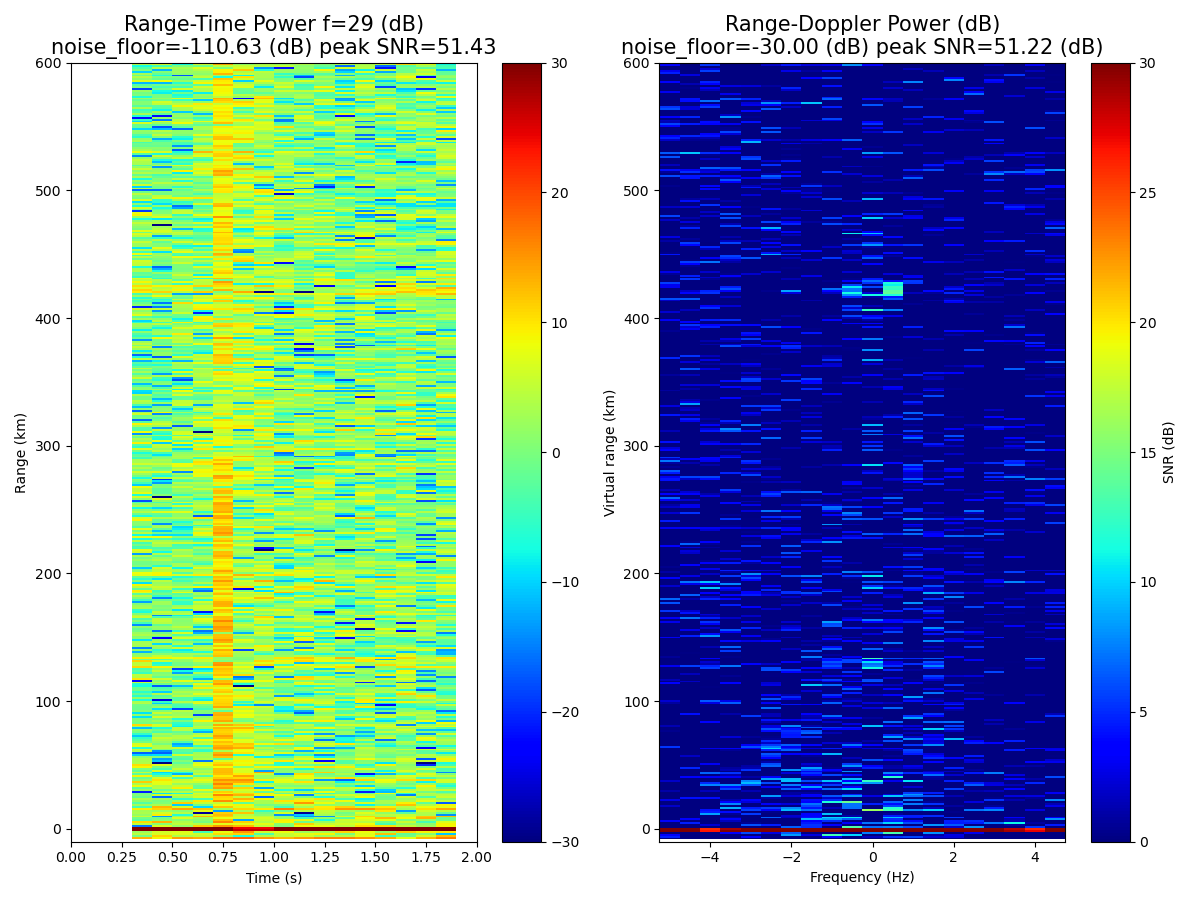 Range-Time Power f=29 (dB)
noise_floor=-110.63 (dB) peak SNR=51.43
Range (km)
600
500
400
300
200
100
0
0.00 0.25 0.50 0.75 1.00 1.25 1.50 1.75 2.00
Time (s)
30
20
10
0
−10
−20
−30
Range-Doppler Power (dB)
noise_floor=-30.00 (dB) peak SNR=51.22 (dB)
Virtual range (km)
600
500
400
300
200
100
0
−4 −2 0 2 4
Frequency (Hz)
30
25
20
15
10
5
0
SNR (dB)